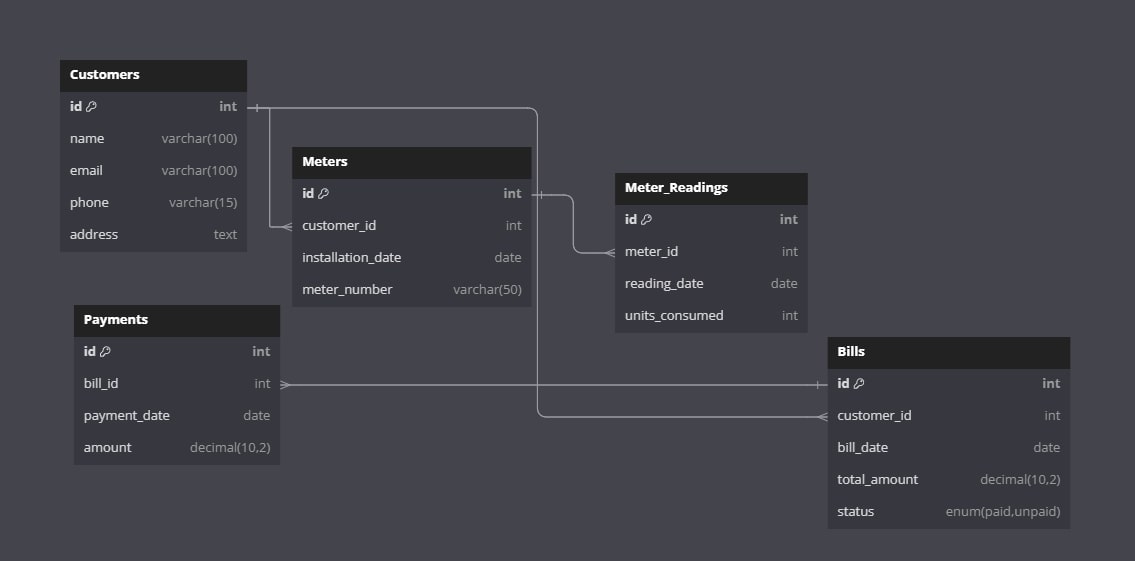 Customers
id int
name varchar(100)
email varchar(100)
phone varchar(15)
address text
Meters
id int
customer_id int
installation_date date
meter_number varchar(50)
Meter_Readings
id int
meter_id int
reading_date date
units_consumed int
Payments
id int
bill_id int
payment_date date
amount decimal(10,2)
Bills
id int
customer_id int
bill_date date
total_amount decimal(10,2)
status enum(paid,unpaid)